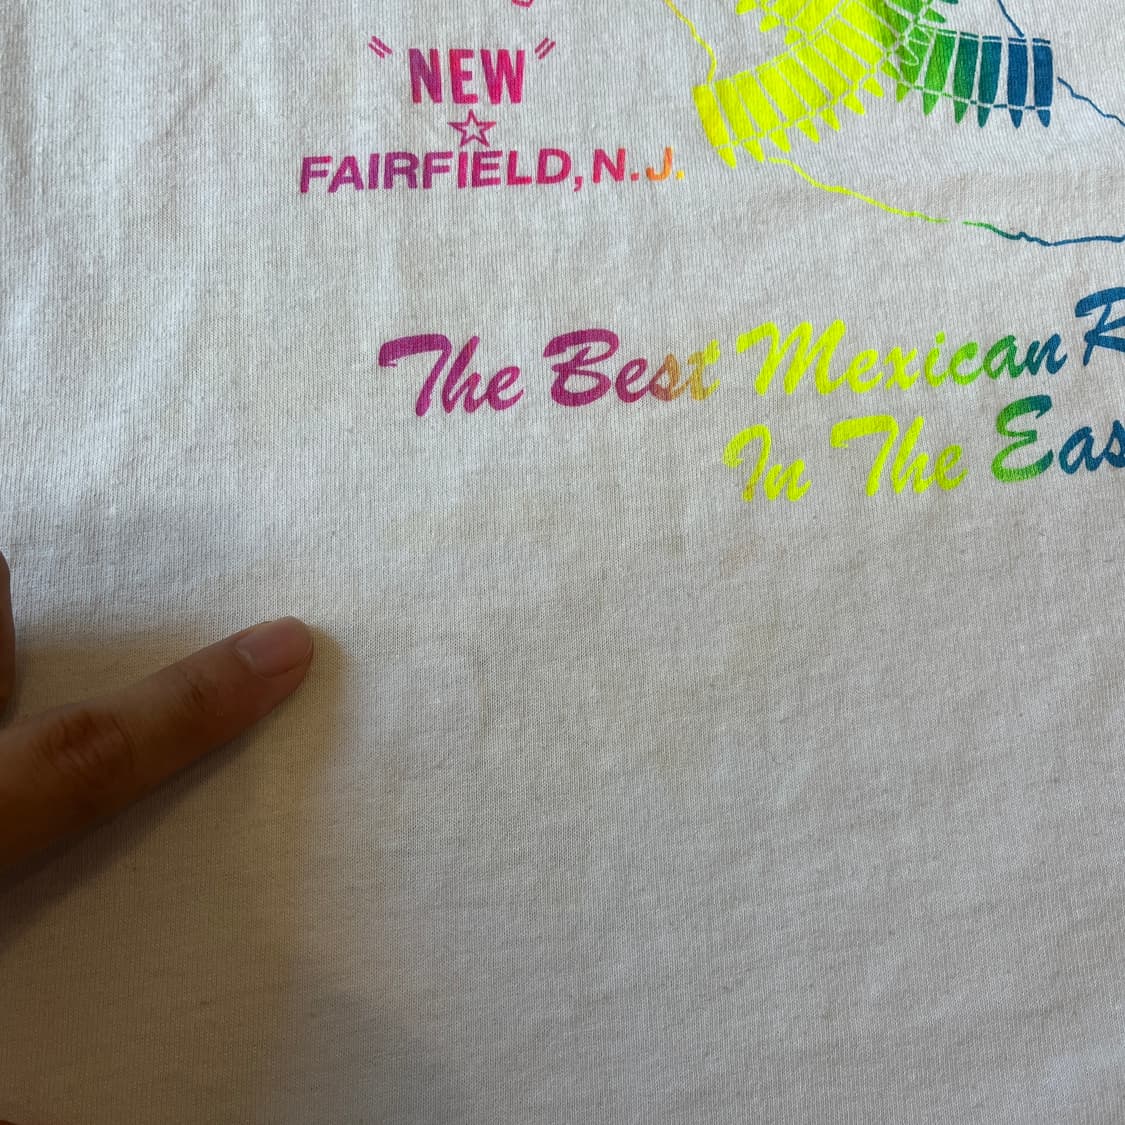 "NEW"
FAIRFIELD, N.J.
The Best Mexican
In The